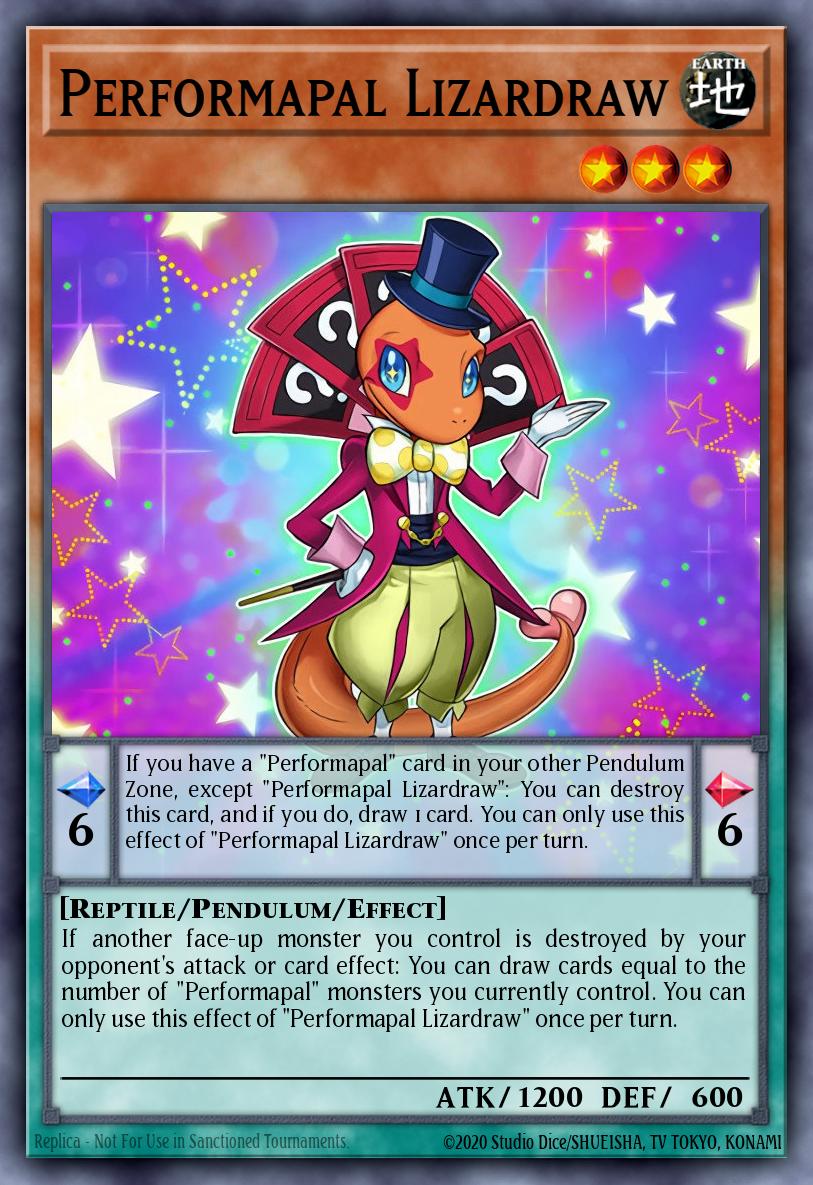 Performapal Lizardraw
EARTH
地
If you have a "Performapal" card in your other Pendulum
Zone, except "Performapal Lizardraw": You can destroy
this card, and if you do, draw 1 card. You can only use this
effect of "Performapal Lizardraw" once per turn.
6
6
[Reptile/Pendulum/Effect]
If another face-up monster you control is destroyed by your
opponent's attack or card effect: You can draw cards equal to the
number of "Performapal" monsters you currently control. You can
only use this effect of "Performapal Lizardraw" once per turn.
ATK/ 1200 DEF/ 600
Replica - Not For Use in Sanctioned Tournaments.
©2020 Studio Dice/SHUEISHA, TV TOKYO, KONAMI